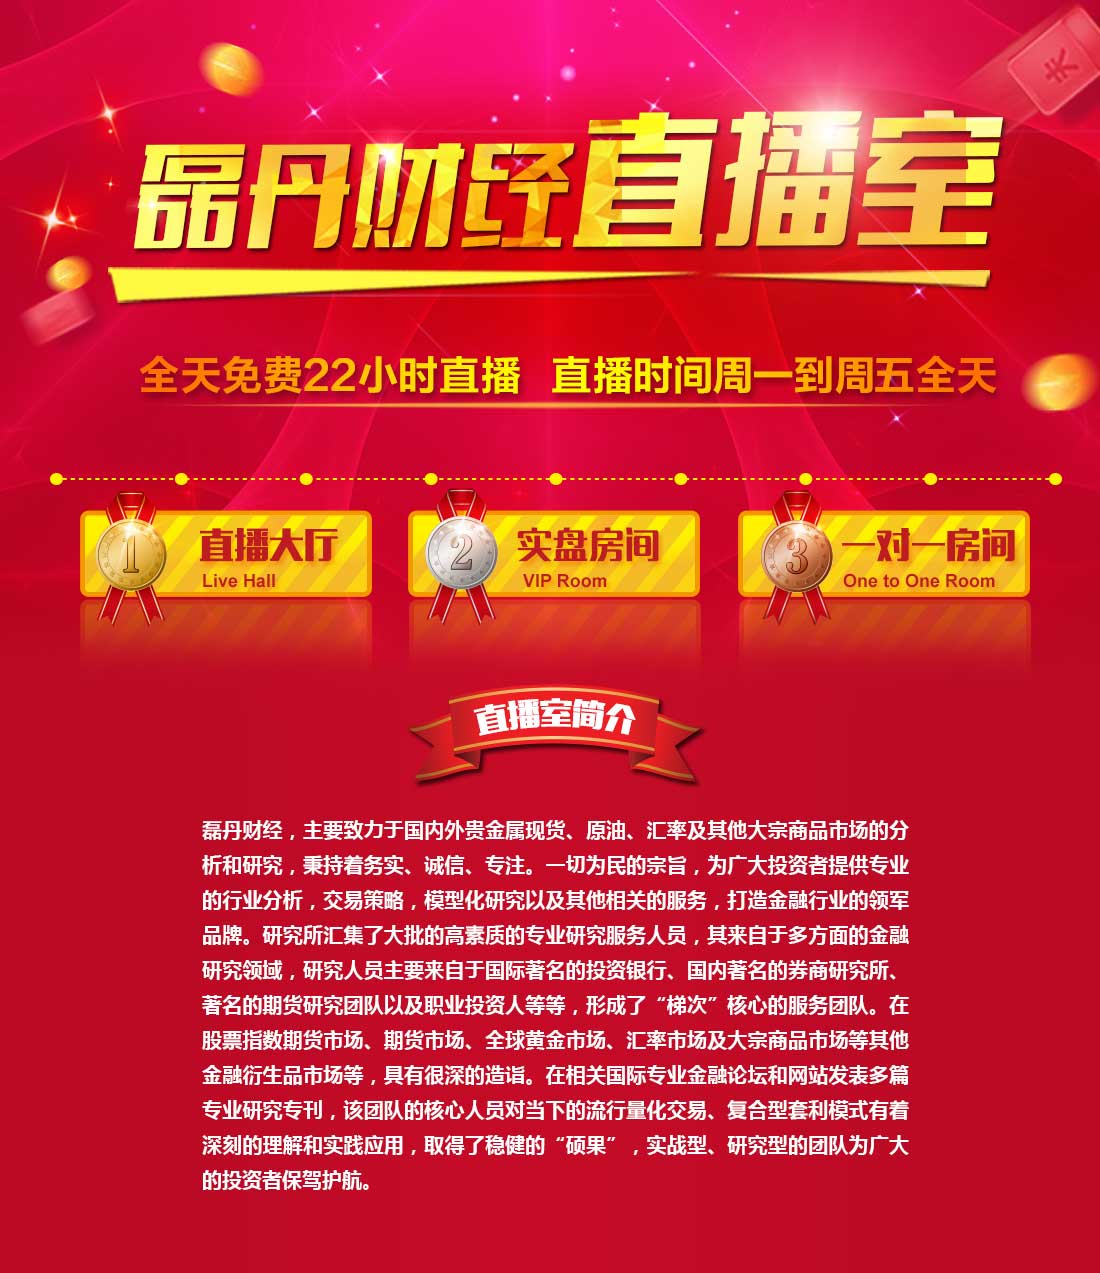 磊丹财经直播室
全天免费22小时直播 直播时间周一到周五全天
1 直播大厅
Live Hall
2 实盘房间
VIP Room
3 一对一房间
One to One Room
直播室简介
磊丹财经，主要致力于国内外贵金属现货、原油、汇率及其他大宗商品市场的分
析和研究，秉持着务实、诚信、专注。一切为民的宗旨，为广大投资者提供专业
的行业分析，交易策略，模型化研究以及其他相关的服务，打造金融行业的领军
品牌。研究所汇集了大批的高素质的专业研究服务人员，其来自于多方面的金融
研究领域，研究人员主要来自于国际著名的投资银行、国内著名的券商研究所、
著名的期货研究团队以及职业投资人等等，形成了“梯次”核心的服务团队。在
股票指数期货市场、期货市场、全球黄金市场、汇率市场及大宗商品市场等其他
金融衍生品市场等，具有很深的造诣。在相关国际专业金融论坛和网站发表多篇
专业研究专刊，该团队的核心人员对当下的流行量化交易、复合型套利模式有着
深刻的理解和实践应用，取得了稳健的“硕果”，实战型、研究型的团队为广大
的投资者保驾护航。